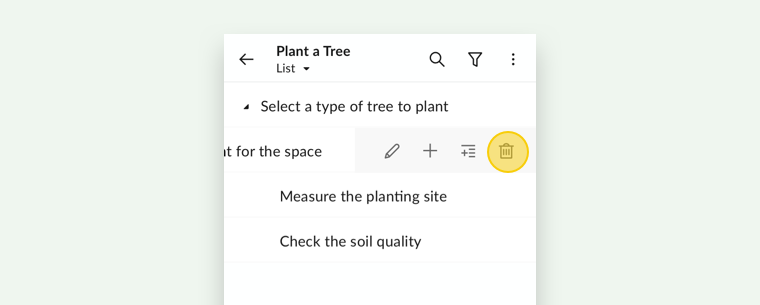 Plant a Tree
List
Select a type of tree to plant
for the space
Measure the planting site
Check the soil quality